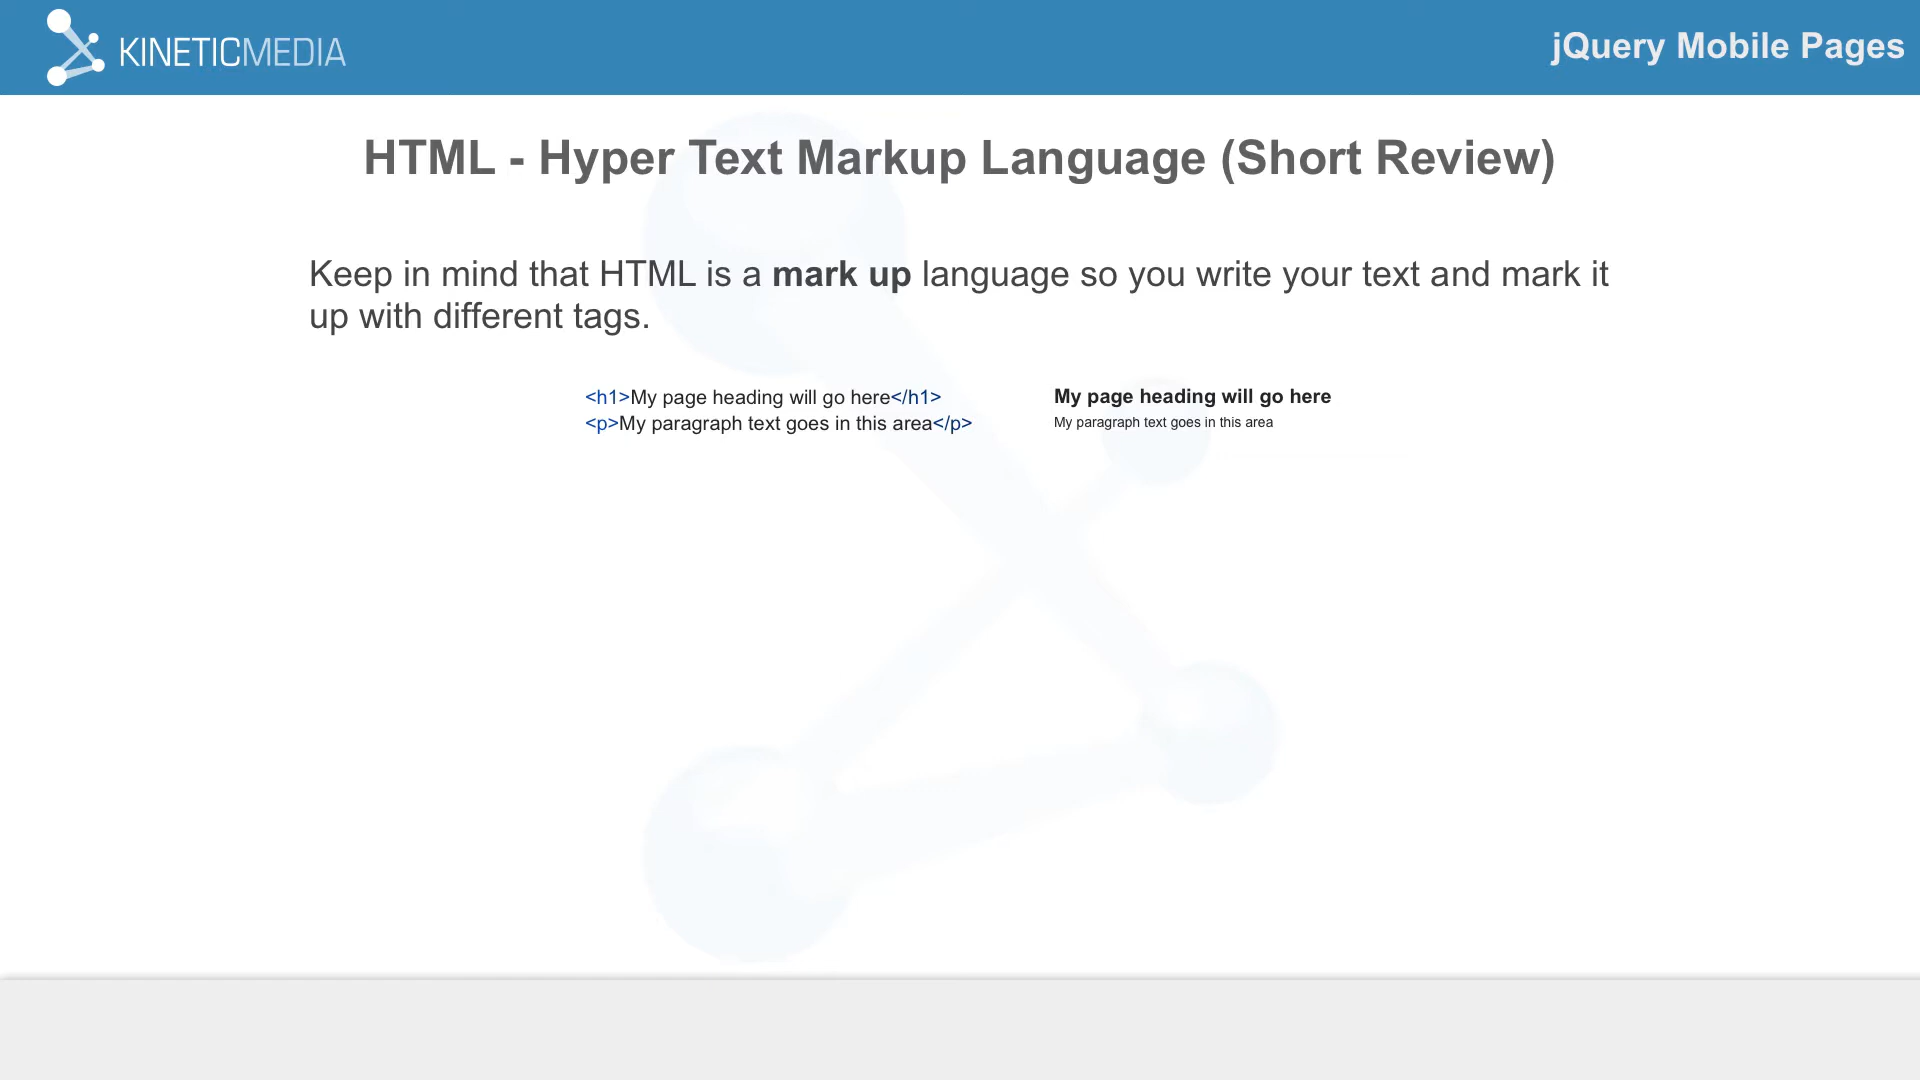 KINETICMEDIA
jQuery Mobile Pages
HTML - Hyper Text Markup Language (Short Review)
Keep in mind that HTML is a mark up language so you write your text and mark it
up with different tags.
<h1>My page heading will go here</h1>
<p>My paragraph text goes in this area</p>
My page heading will go here
My paragraph text goes in this area